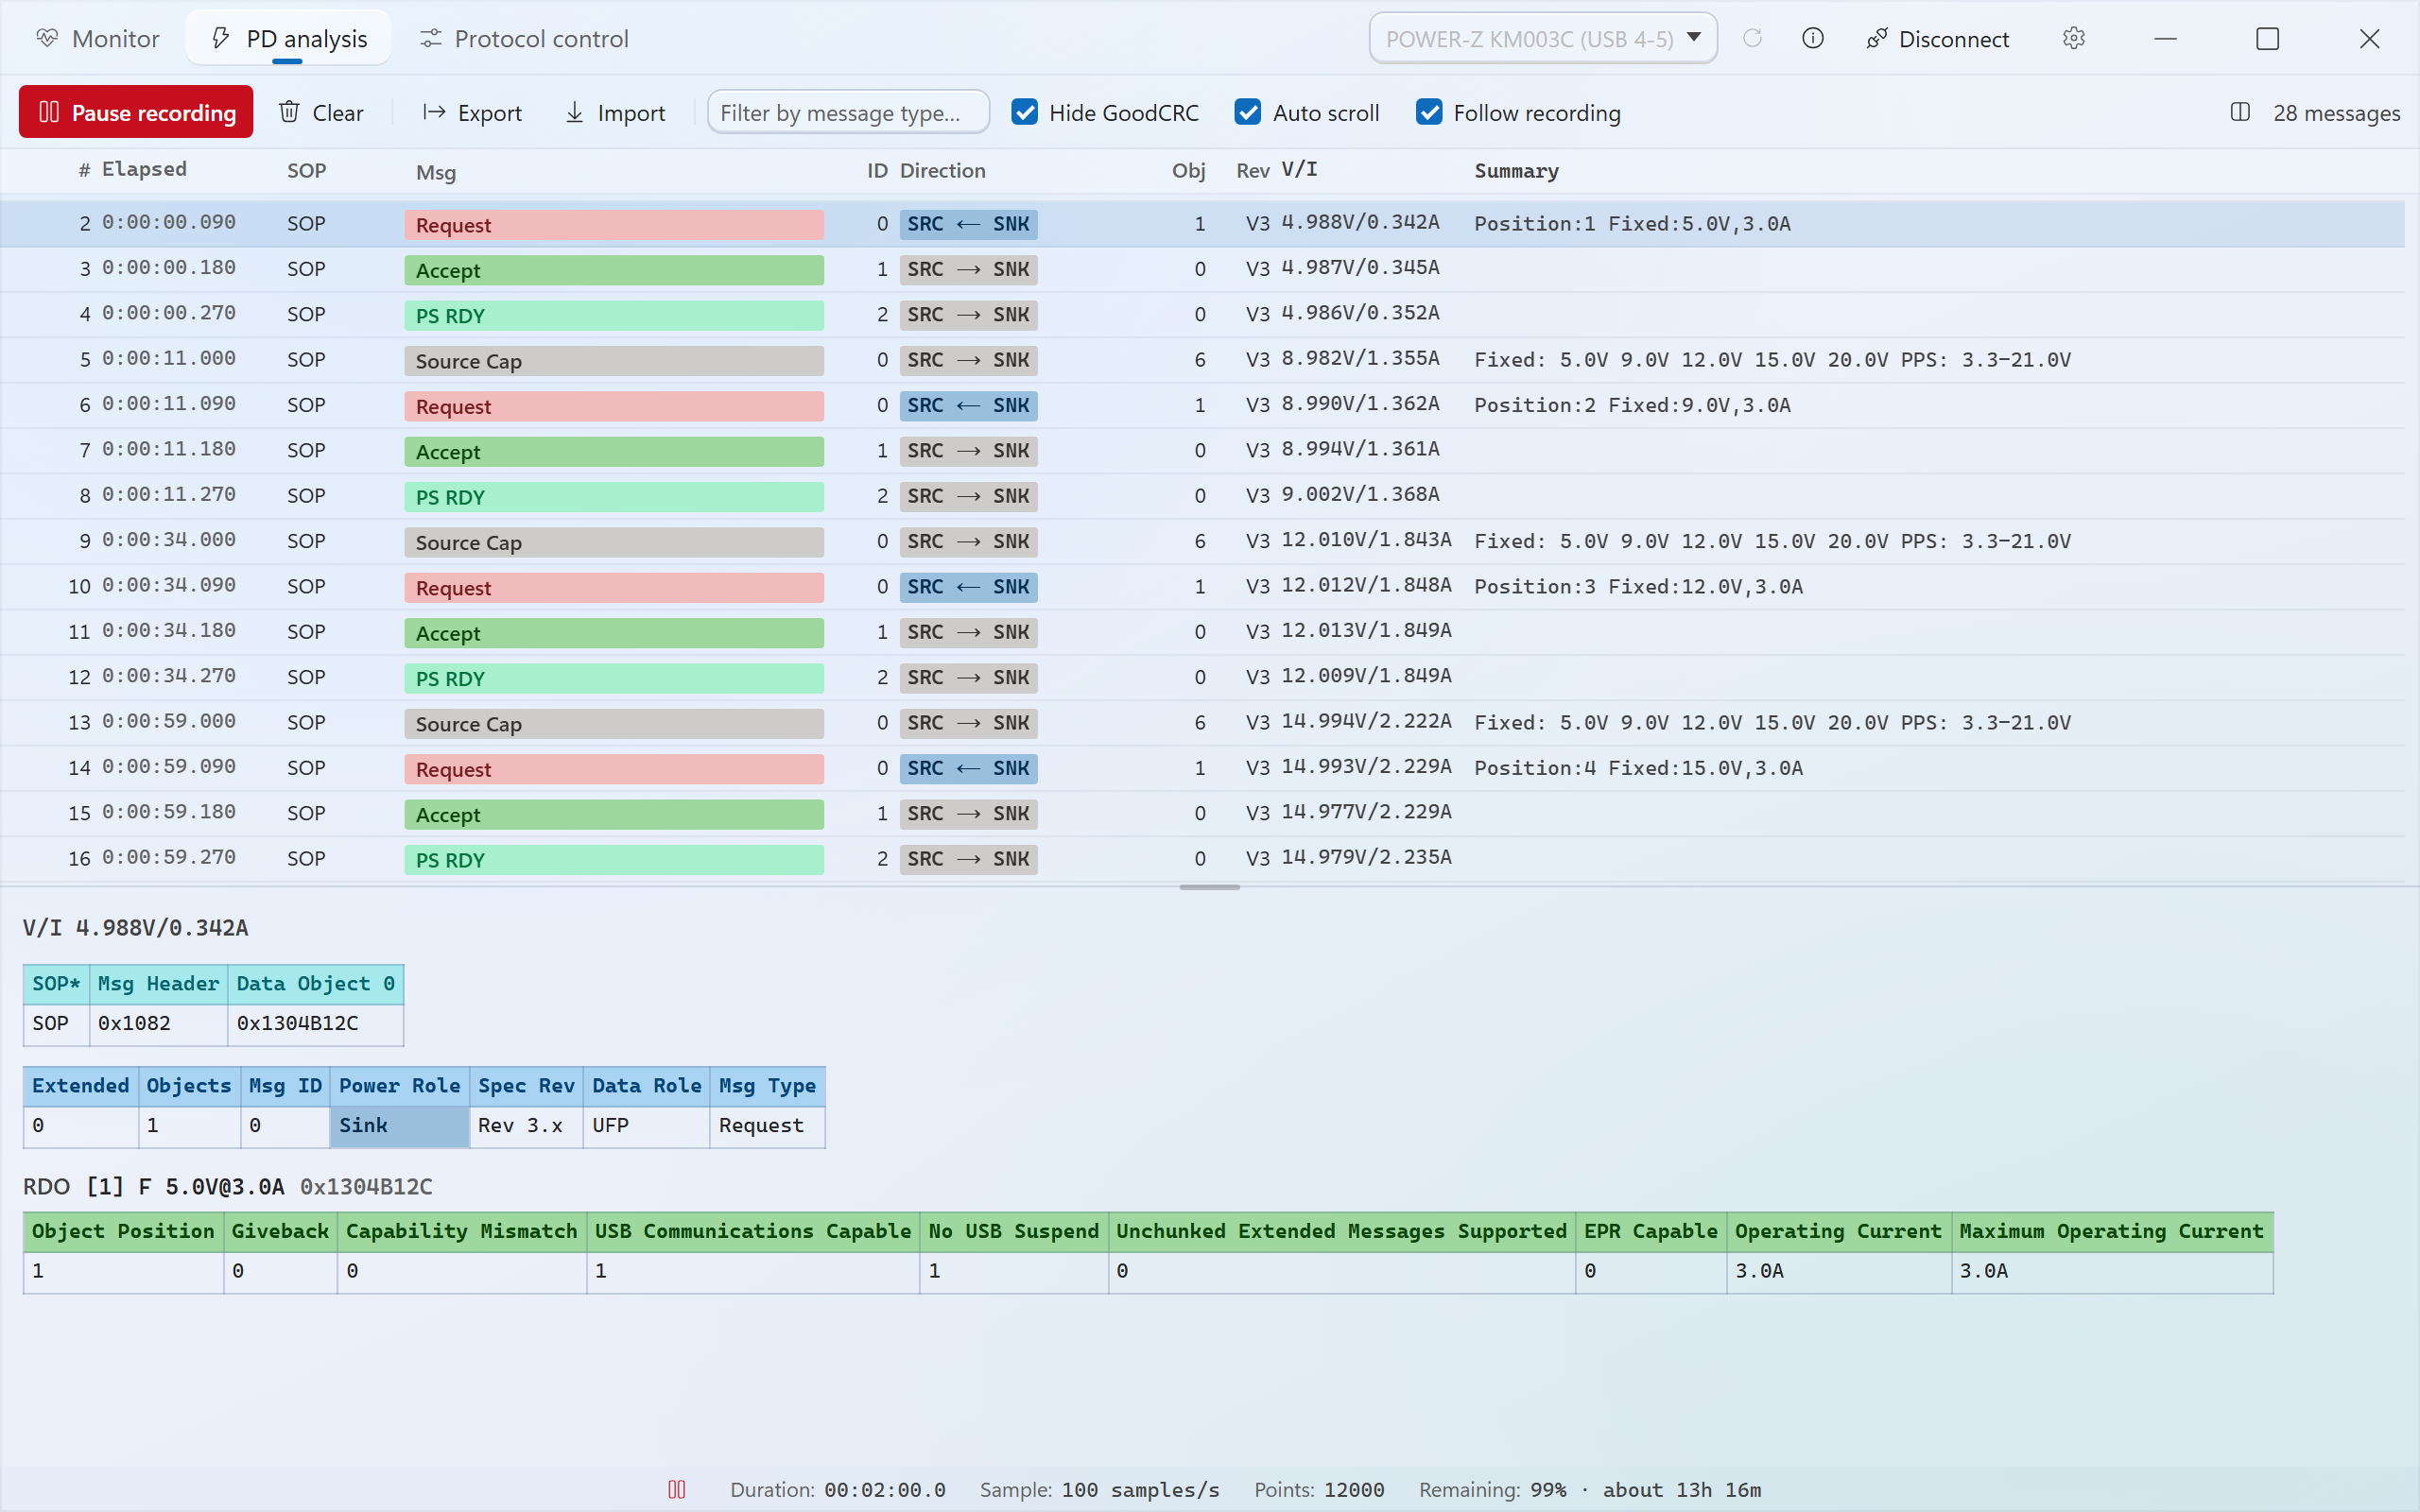 Monitor PD analysis Protocol control POWER-Z KM003C (USB 4-5) Disconnect
Pause recording Clear Export Import Filter by message type... Hide GoodCRC Auto scroll Follow recording 28 messages
# Elapsed SOP Msg ID Direction Obj Rev V/I Summary
2 0:00:00.090 SOP Request 0 SRC ← SNK 1 V3 4.988V/0.342A Position:1 Fixed:5.0V,3.0A
3 0:00:00.180 SOP Accept 1 SRC → SNK 0 V3 4.987V/0.345A
4 0:00:00.270 SOP PS RDY 2 SRC → SNK 0 V3 4.986V/0.352A
5 0:00:11.000 SOP Source Cap 0 SRC → SNK 6 V3 8.982V/1.355A Fixed: 5.0V 9.0V 12.0V 15.0V 20.0V PPS: 3.3-21.0V
6 0:00:11.090 SOP Request 0 SRC ← SNK 1 V3 8.990V/1.362A Position:2 Fixed:9.0V,3.0A
7 0:00:11.180 SOP Accept 1 SRC → SNK 0 V3 8.994V/1.361A
8 0:00:11.270 SOP PS RDY 2 SRC → SNK 0 V3 9.002V/1.368A
9 0:00:34.000 SOP Source Cap 0 SRC → SNK 6 V3 12.010V/1.843A Fixed: 5.0V 9.0V 12.0V 15.0V 20.0V PPS: 3.3-21.0V
10 0:00:34.090 SOP Request 0 SRC ← SNK 1 V3 12.012V/1.848A Position:3 Fixed:12.0V,3.0A
11 0:00:34.180 SOP Accept 1 SRC → SNK 0 V3 12.013V/1.849A
12 0:00:34.270 SOP PS RDY 2 SRC → SNK 0 V3 12.009V/1.849A
13 0:00:59.000 SOP Source Cap 0 SRC → SNK 6 V3 14.994V/2.222A Fixed: 5.0V 9.0V 12.0V 15.0V 20.0V PPS: 3.3-21.0V
14 0:00:59.090 SOP Request 0 SRC ← SNK 1 V3 14.993V/2.229A Position:4 Fixed:15.0V,3.0A
15 0:00:59.180 SOP Accept 1 SRC → SNK 0 V3 14.977V/2.229A
16 0:00:59.270 SOP PS RDY 2 SRC → SNK 0 V3 14.979V/2.235A
V/I 4.988V/0.342A
SOP* Msg Header Data Object 0
SOP 0x1082 0x1304B12C
Extended Objects Msg ID Power Role Spec Rev Data Role Msg Type
0 1 0 Sink Rev 3.x UFP Request
RDO [1] F 5.0V@3.0A 0x1304B12C
Object Position Giveback Capability Mismatch USB Communications Capable No USB Suspend Unchunked Extended Messages Supported EPR Capable Operating Current Maximum Operating Current
1 0 0 1 1 0 0 3.0A 3.0A
Duration: 00:02:00.0 Sample: 100 samples/s Points: 12000 Remaining: 99% · about 13h 16m